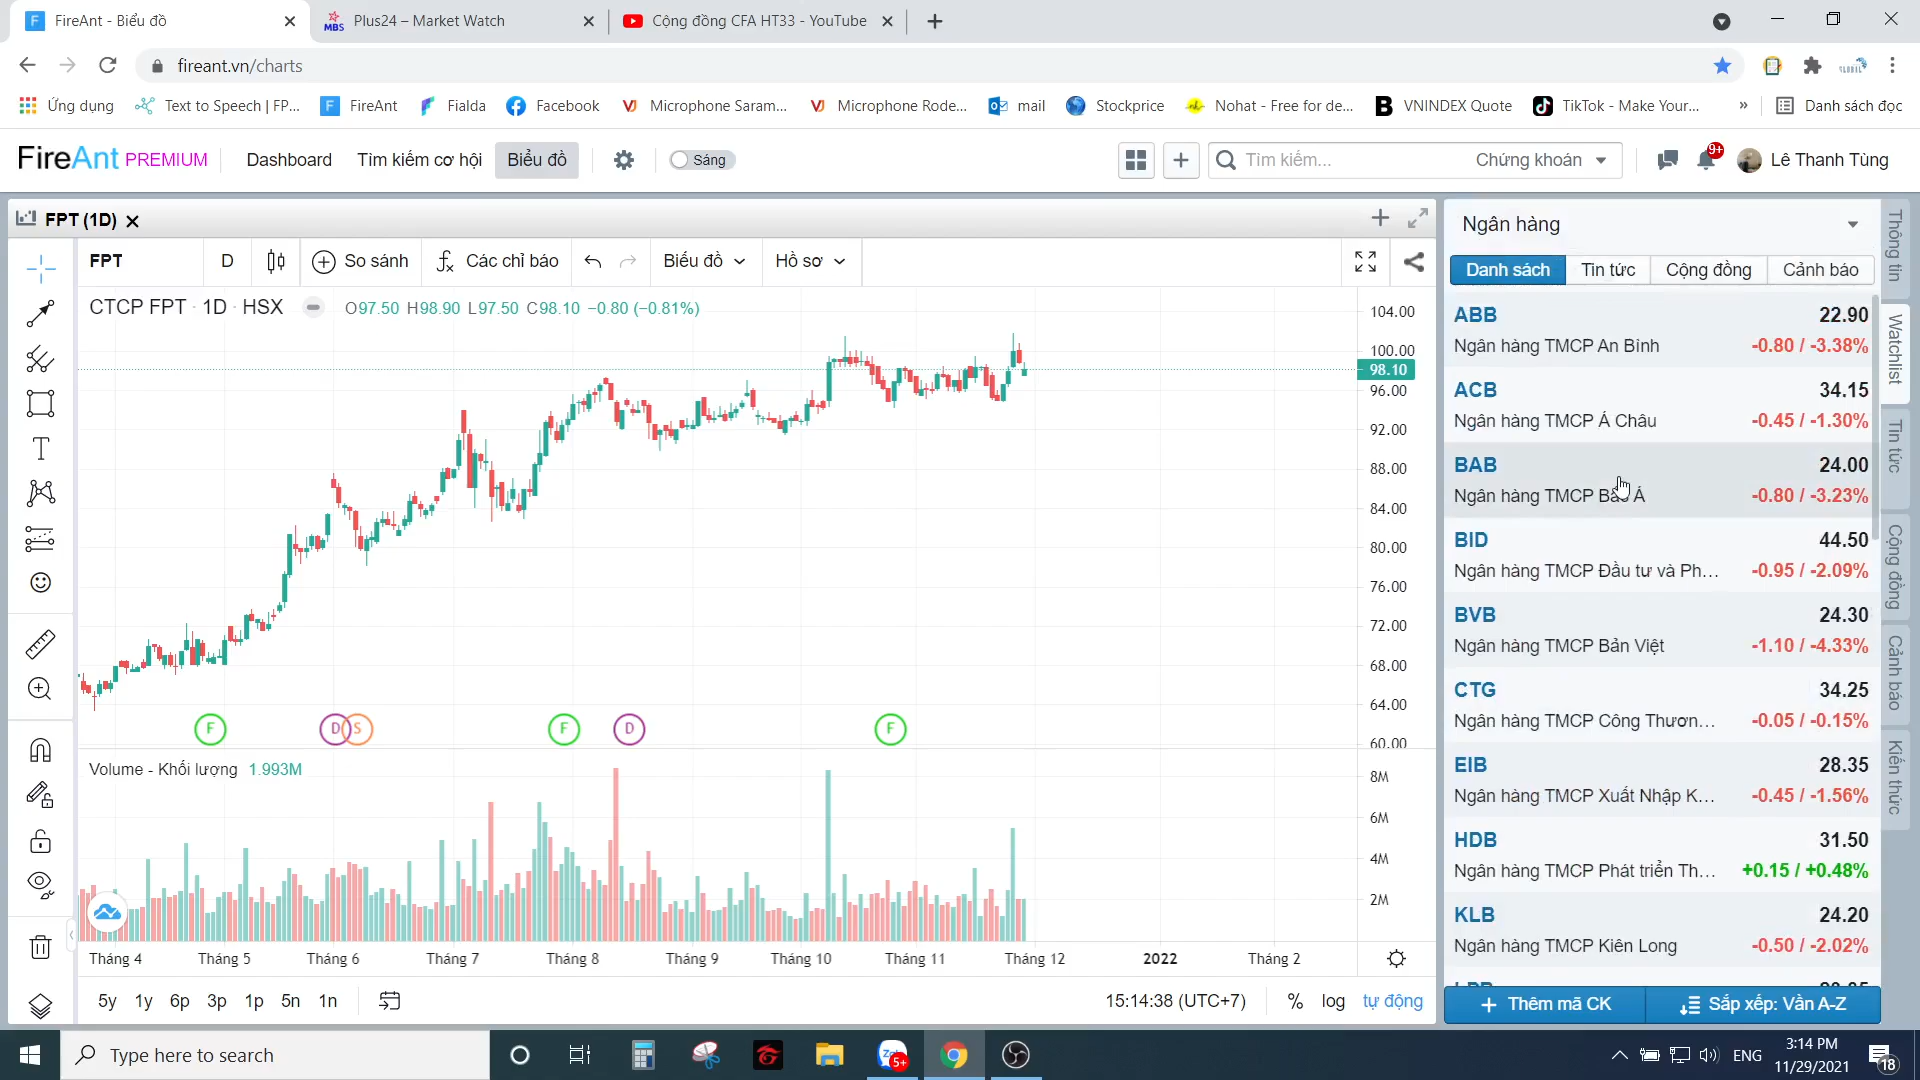 FireAnt - Biểu đồ
Plus24 – Market Watch
Cộng đồng CFA HT33 - YouTube
fireant.vn/charts
Ứng dụng
Text to Speech | FP...
FireAnt
Fialda
Facebook
Microphone Saram...
Microphone Rode...
mail
Stockprice
Nohat - Free for de...
VNINDEX Quote
TikTok - Make Your...
Danh sách đọc
FireAnt PREMIUM
Dashboard
Tìm kiếm cơ hội
Biểu đồ
Sáng
Tìm kiếm...
Chứng khoán
9+
Lê Thanh Tùng
FPT (1D)
FPT
D
So sánh
Các chỉ báo
Biểu đồ
Hồ sơ
CTCP FPT · 1D · HSX
O97.50 H98.90 L97.50 C98.10 −0.80 (−0.81%)
104.00
100.00
98.10
96.00
92.00
88.00
84.00
80.00
76.00
72.00
68.00
64.00
60.00
F
D
S
F
D
F
Volume - Khối lượng 1.993M
8M
6M
4M
2M
Tháng 4
Tháng 5
Tháng 6
Tháng 7
Tháng 8
Tháng 9
Tháng 10
Tháng 11
Tháng 12
2022
Tháng 2
5y 1y 6p 3p 1p 5n 1n
15:14:38 (UTC+7)
% log tự động
Ngân hàng
Danh sách
Tin tức
Cộng đồng
Cảnh báo
ABB 22.90
Ngân hàng TMCP An Bình -0.80 / -3.38%
ACB 34.15
Ngân hàng TMCP Á Châu -0.45 / -1.30%
BAB 24.00
Ngân hàng TMCP Á -0.80 / -3.23%
BID 44.50
Ngân hàng TMCP Đầu tư và Ph... -0.95 / -2.09%
BVB 24.30
Ngân hàng TMCP Bản Việt -1.10 / -4.33%
CTG 34.25
Ngân hàng TMCP Công Thươn... -0.05 / -0.15%
EIB 28.35
Ngân hàng TMCP Xuất Nhập K... -0.45 / -1.56%
HDB 31.50
Ngân hàng TMCP Phát triển Th... +0.15 / +0.48%
KLB 24.20
Ngân hàng TMCP Kiên Long -0.50 / -2.02%
Thêm mã CK
Sắp xếp: Vần A-Z
Thông tin
Watchlist
Tin tức
Cộng đồng
Cảnh báo
Kiến thức
Type here to search
5+
ENG
3:14 PM
11/29/2021
18